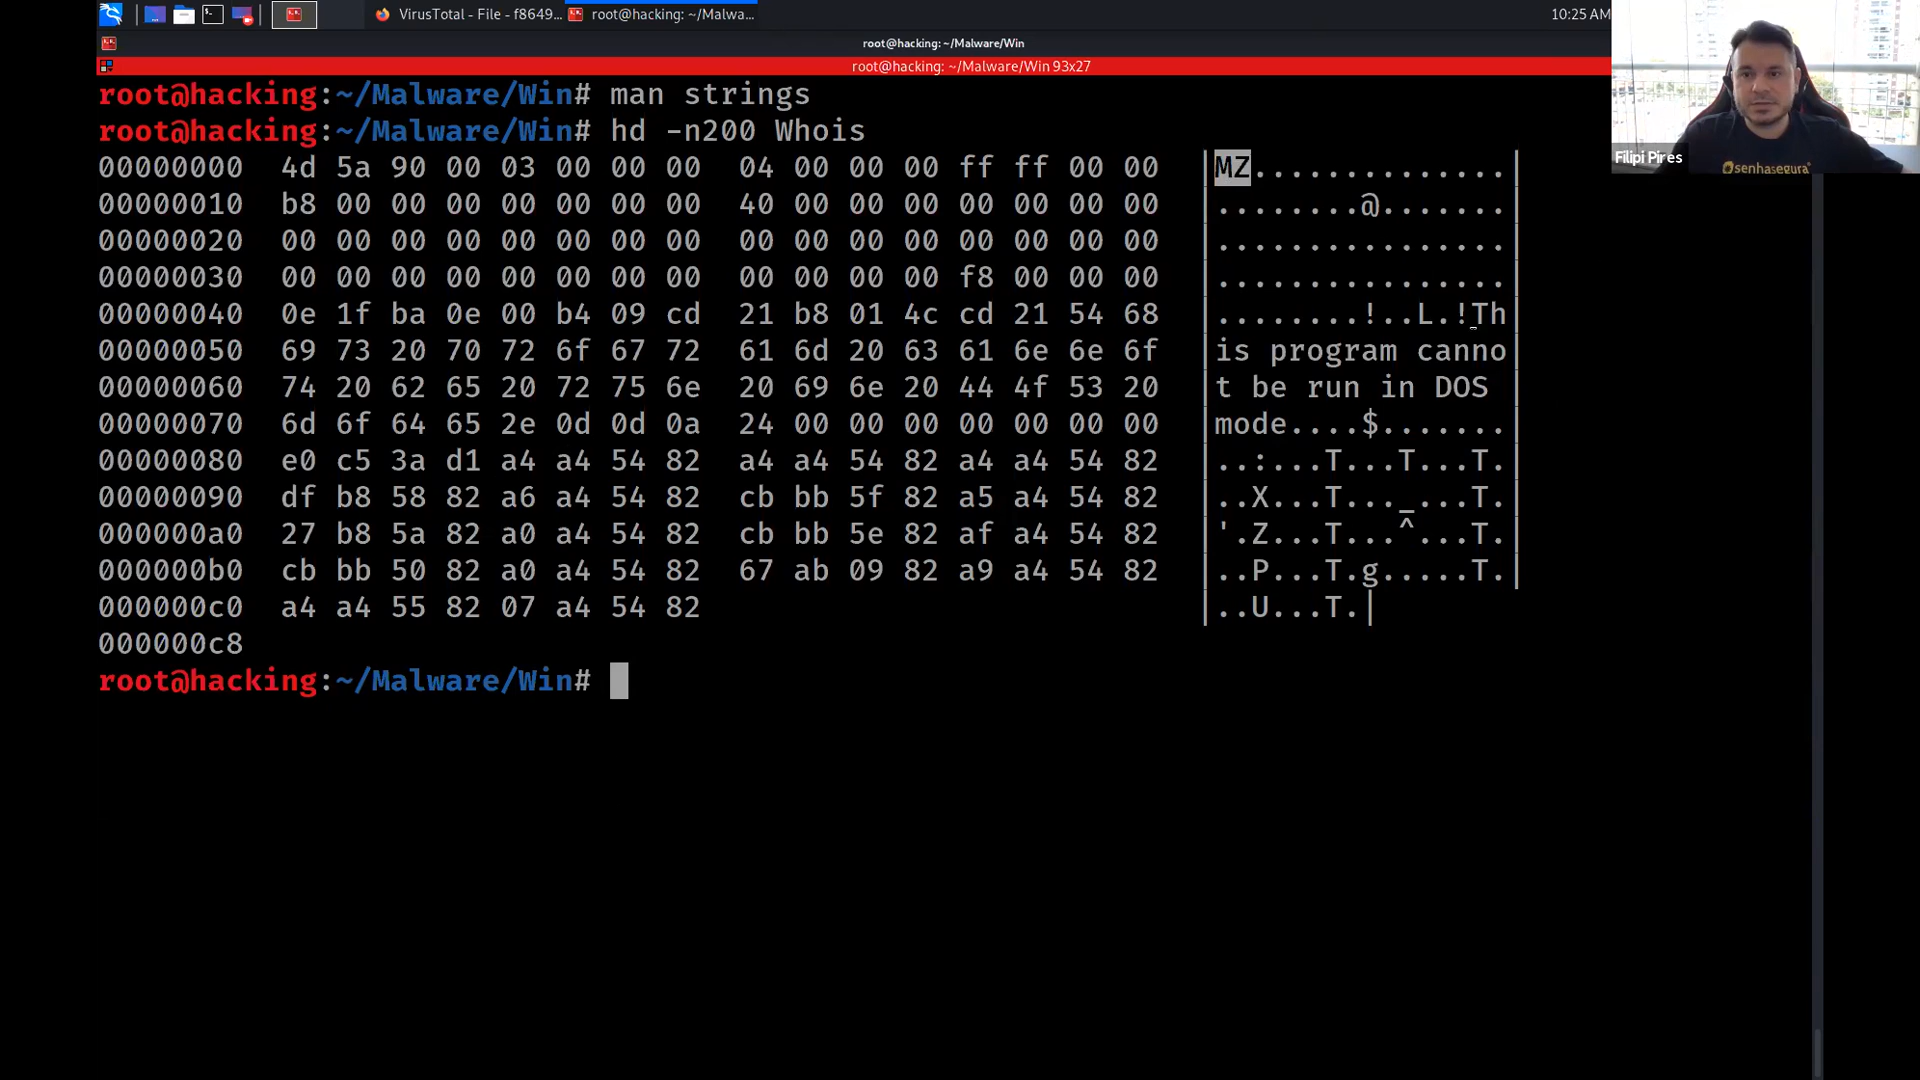 VirusTotal - File - f8649...
root@hacking: ~/Malwa...
10:25 AM
root@hacking: ~/Malware/Win
root@hacking: ~/Malware/Win 93x27
root@hacking:~/Malware/Win# man strings
root@hacking:~/Malware/Win# hd -n200 Whois
00000000  4d 5a 90 00 03 00 00 00  04 00 00 00 ff ff 00 00  |MZ..............|
00000010  b8 00 00 00 00 00 00 00  40 00 00 00 00 00 00 00  |........@.......|
00000020  00 00 00 00 00 00 00 00  00 00 00 00 00 00 00 00  |................|
00000030  00 00 00 00 00 00 00 00  00 00 00 00 f8 00 00 00  |................|
00000040  0e 1f ba 0e 00 b4 09 cd  21 b8 01 4c cd 21 54 68  |........!..L.!Th|
00000050  69 73 20 70 72 6f 67 72  61 6d 20 63 61 6e 6e 6f  |is program canno|
00000060  74 20 62 65 20 72 75 6e  20 69 6e 20 44 4f 53 20  |t be run in DOS |
00000070  6d 6f 64 65 2e 0d 0d 0a  24 00 00 00 00 00 00 00  |mode....$.......|
00000080  e0 c5 3a d1 a4 a4 54 82  a4 a4 54 82 a4 a4 54 82  |..:...T...T...T.|
00000090  df b8 58 82 a6 a4 54 82  cb bb 5f 82 a5 a4 54 82  |..X...T..._...T.|
000000a0  27 b8 5a 82 a0 a4 54 82  cb bb 5e 82 af a4 54 82  |'.Z...T...^...T.|
000000b0  cb bb 50 82 a0 a4 54 82  67 ab 09 82 a9 a4 54 82  |..P...T.g.....T.|
000000c0  a4 a4 55 82 07 a4 54 82                           |..U...T.|
000000c8
root@hacking:~/Malware/Win#
Filipi Pires
senhasegura